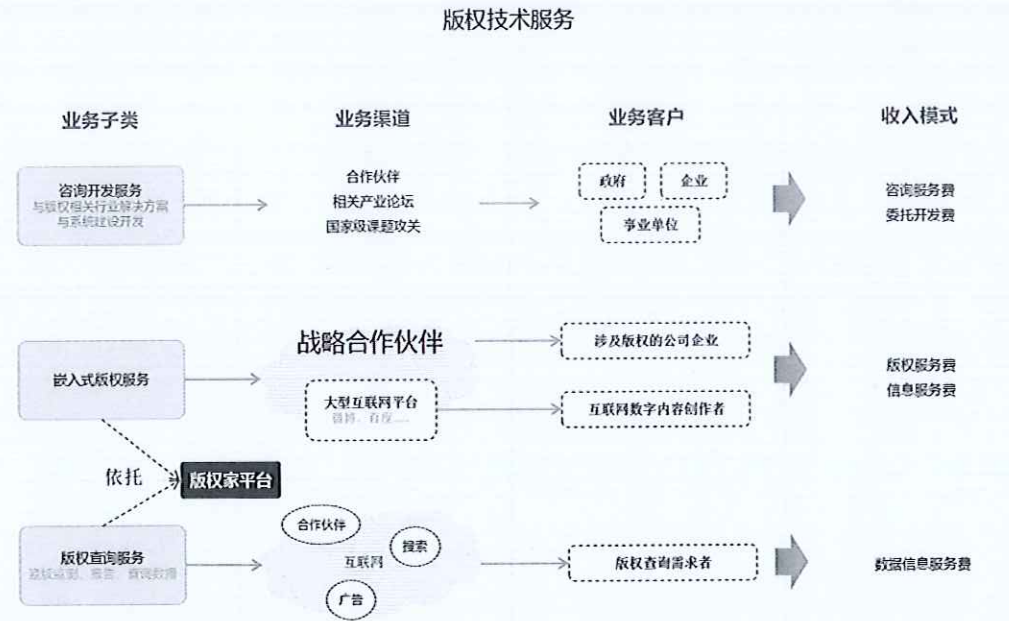 版权技术服务
业务子类
业务渠道
业务客户
收入模式
咨询开发服务
与版权相关行业解决方案
与系统建设开发
合作伙伴
相关产业论坛
国家级课题攻关
政府
企业
事业单位
咨询服务费
委托开发费
嵌入式版权服务
战略合作伙伴
大型互联网平台
涉及版权的公司企业
互联网数字内容创作者
版权服务费
信息服务费
依托
版权家平台
版权查询服务
合作伙伴
搜索
互联网
广告
版权查询需求者
数据信息服务费